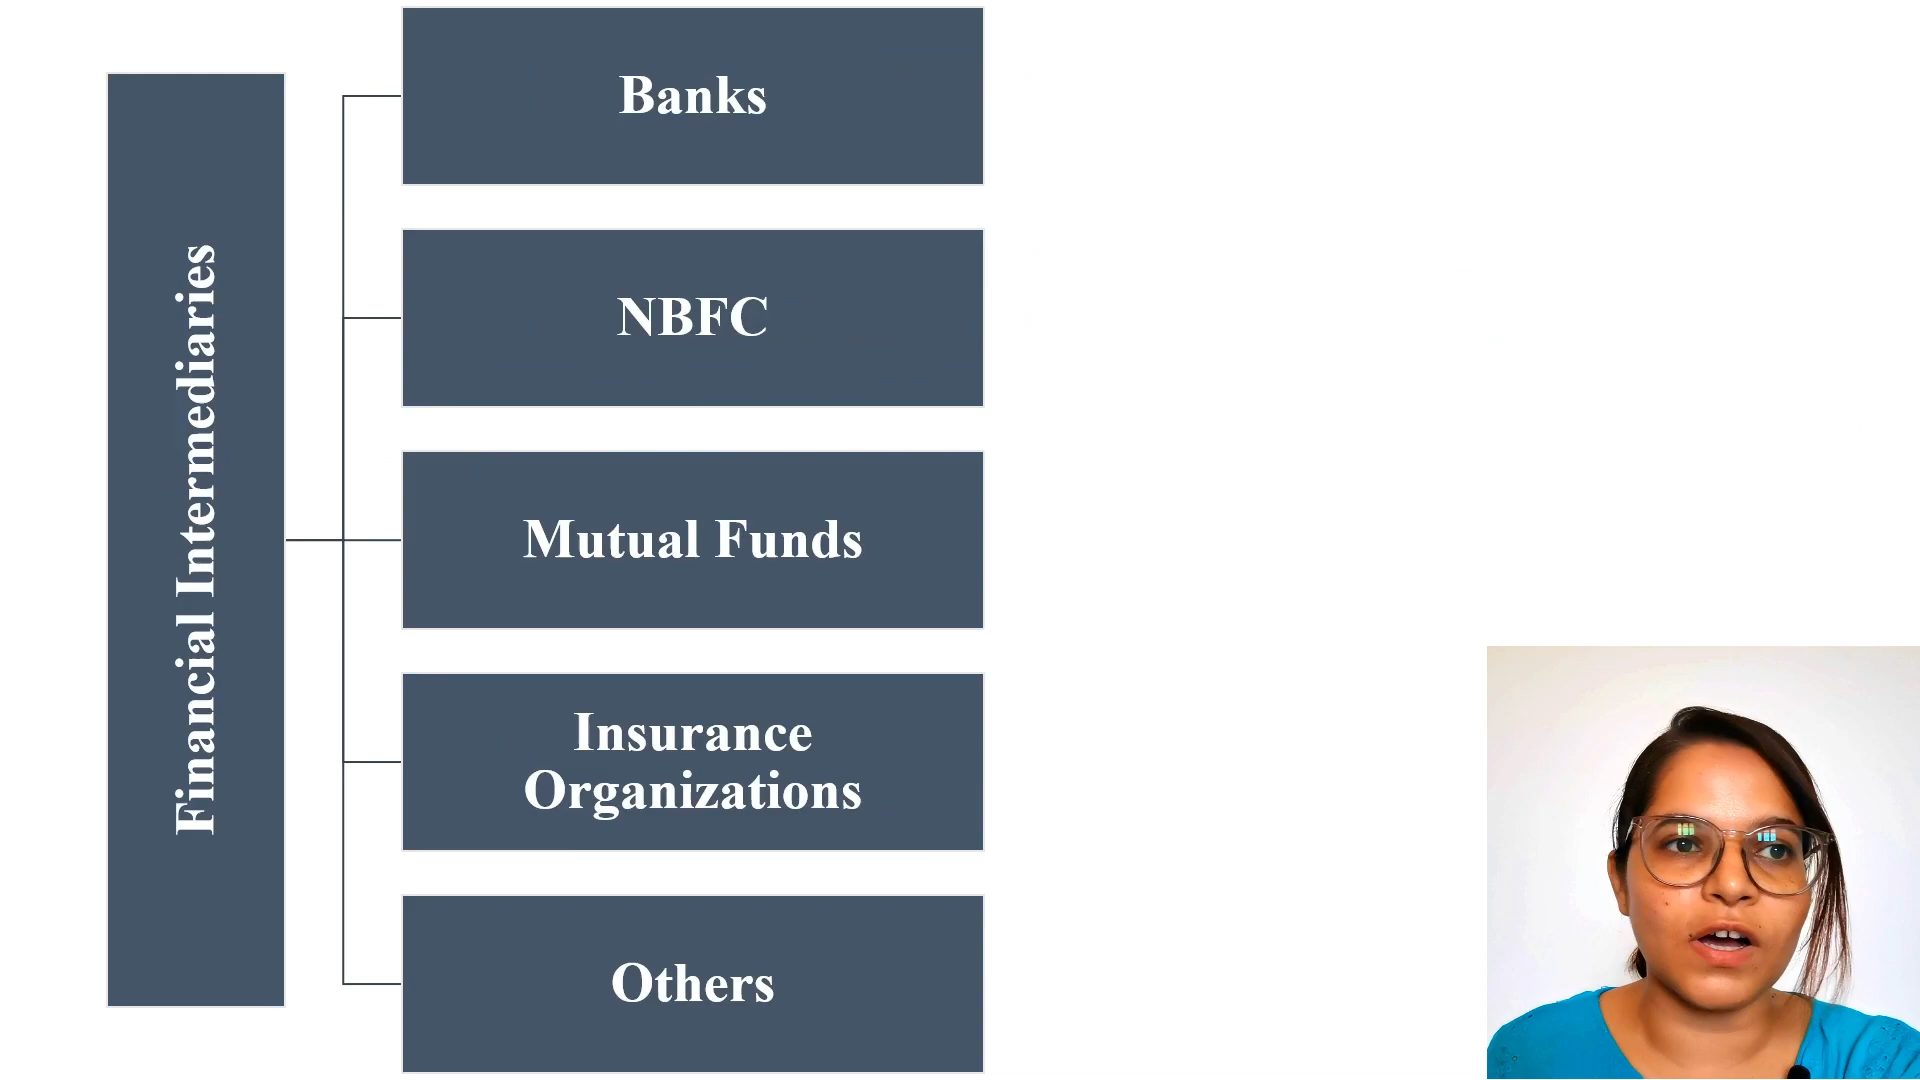 Financial Intermediaries
Banks
NBFC
Mutual Funds
Insurance
Organizations
Others